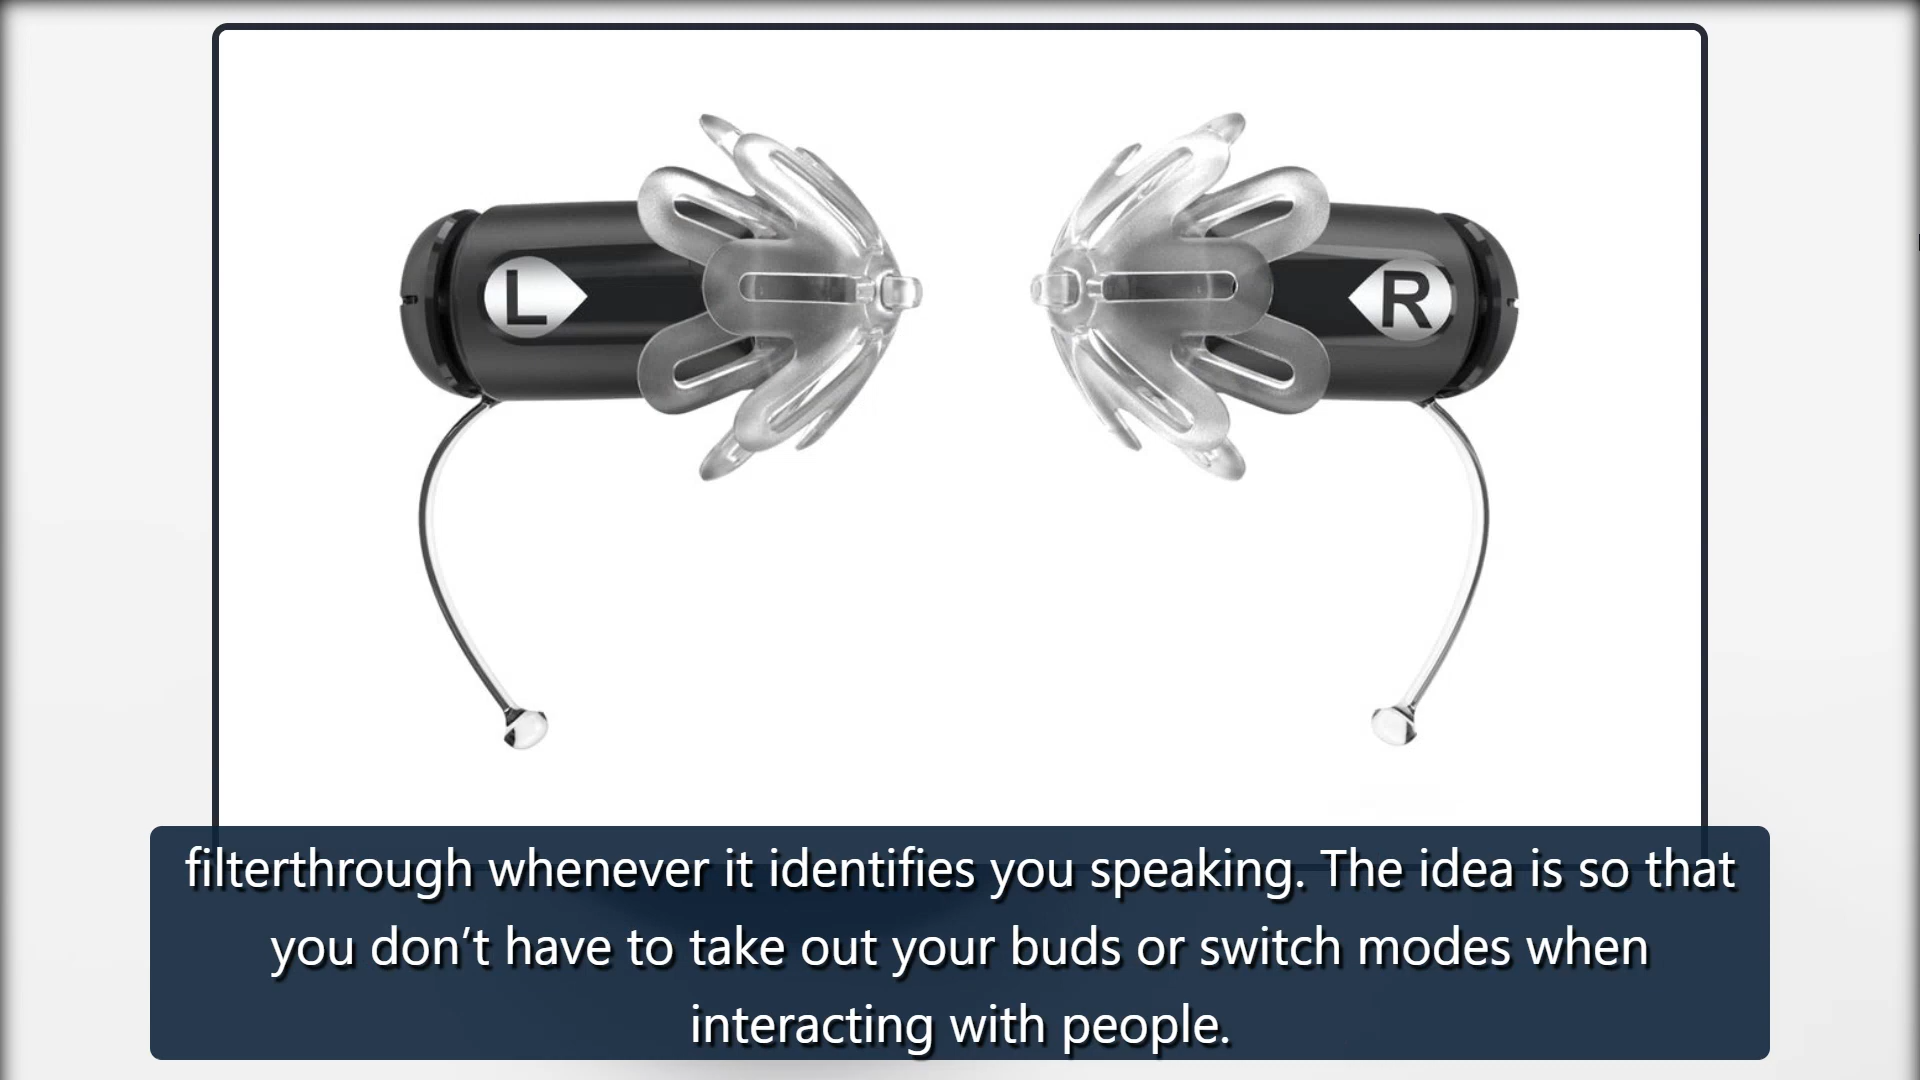 L
R
filterthrough whenever it identifies you speaking. The idea is so that
you don’t have to take out your buds or switch modes when
interacting with people.